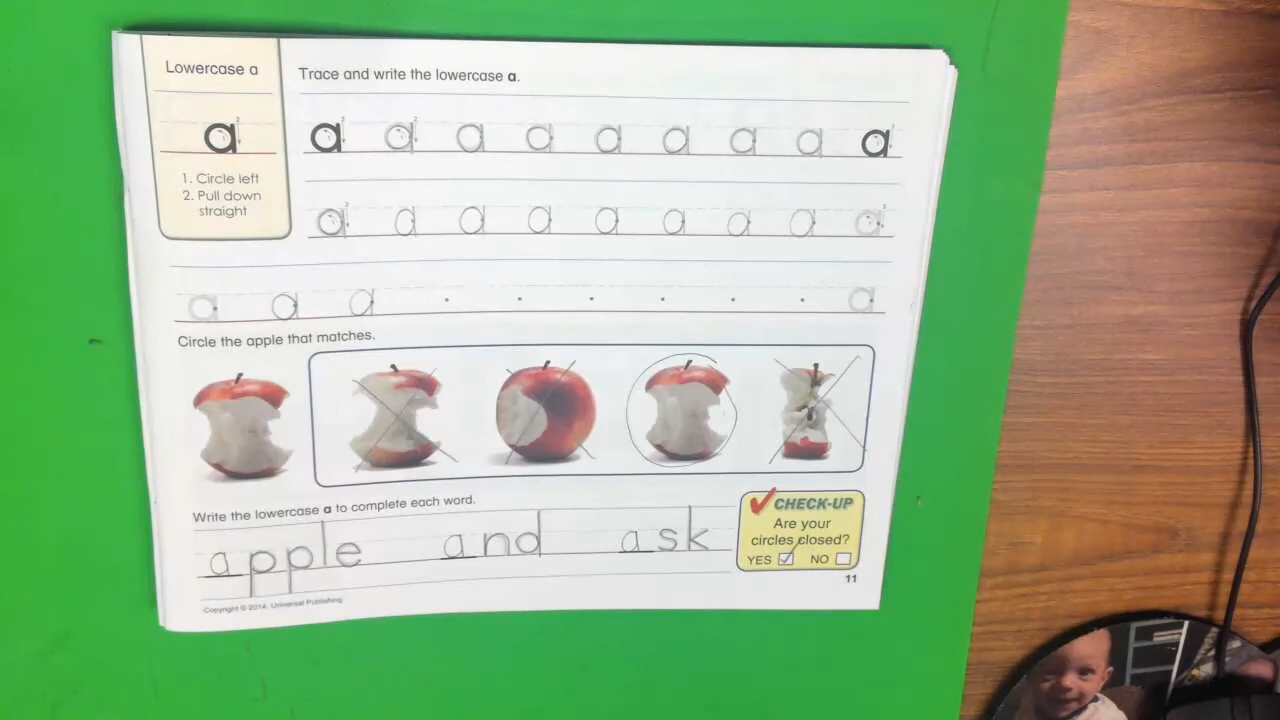 Lowercase a
a
1. Circle left
2. Pull down
straight
Trace and write the lowercase a.
a a a a a a a a a
a a a a a a a a a
a a a a
Circle the apple that matches.
Write the lowercase a to complete each word.
apple and ask
CHECK-UP
Are your
circles closed?
YES NO
11
Copyright © 2014, Universal Publishing